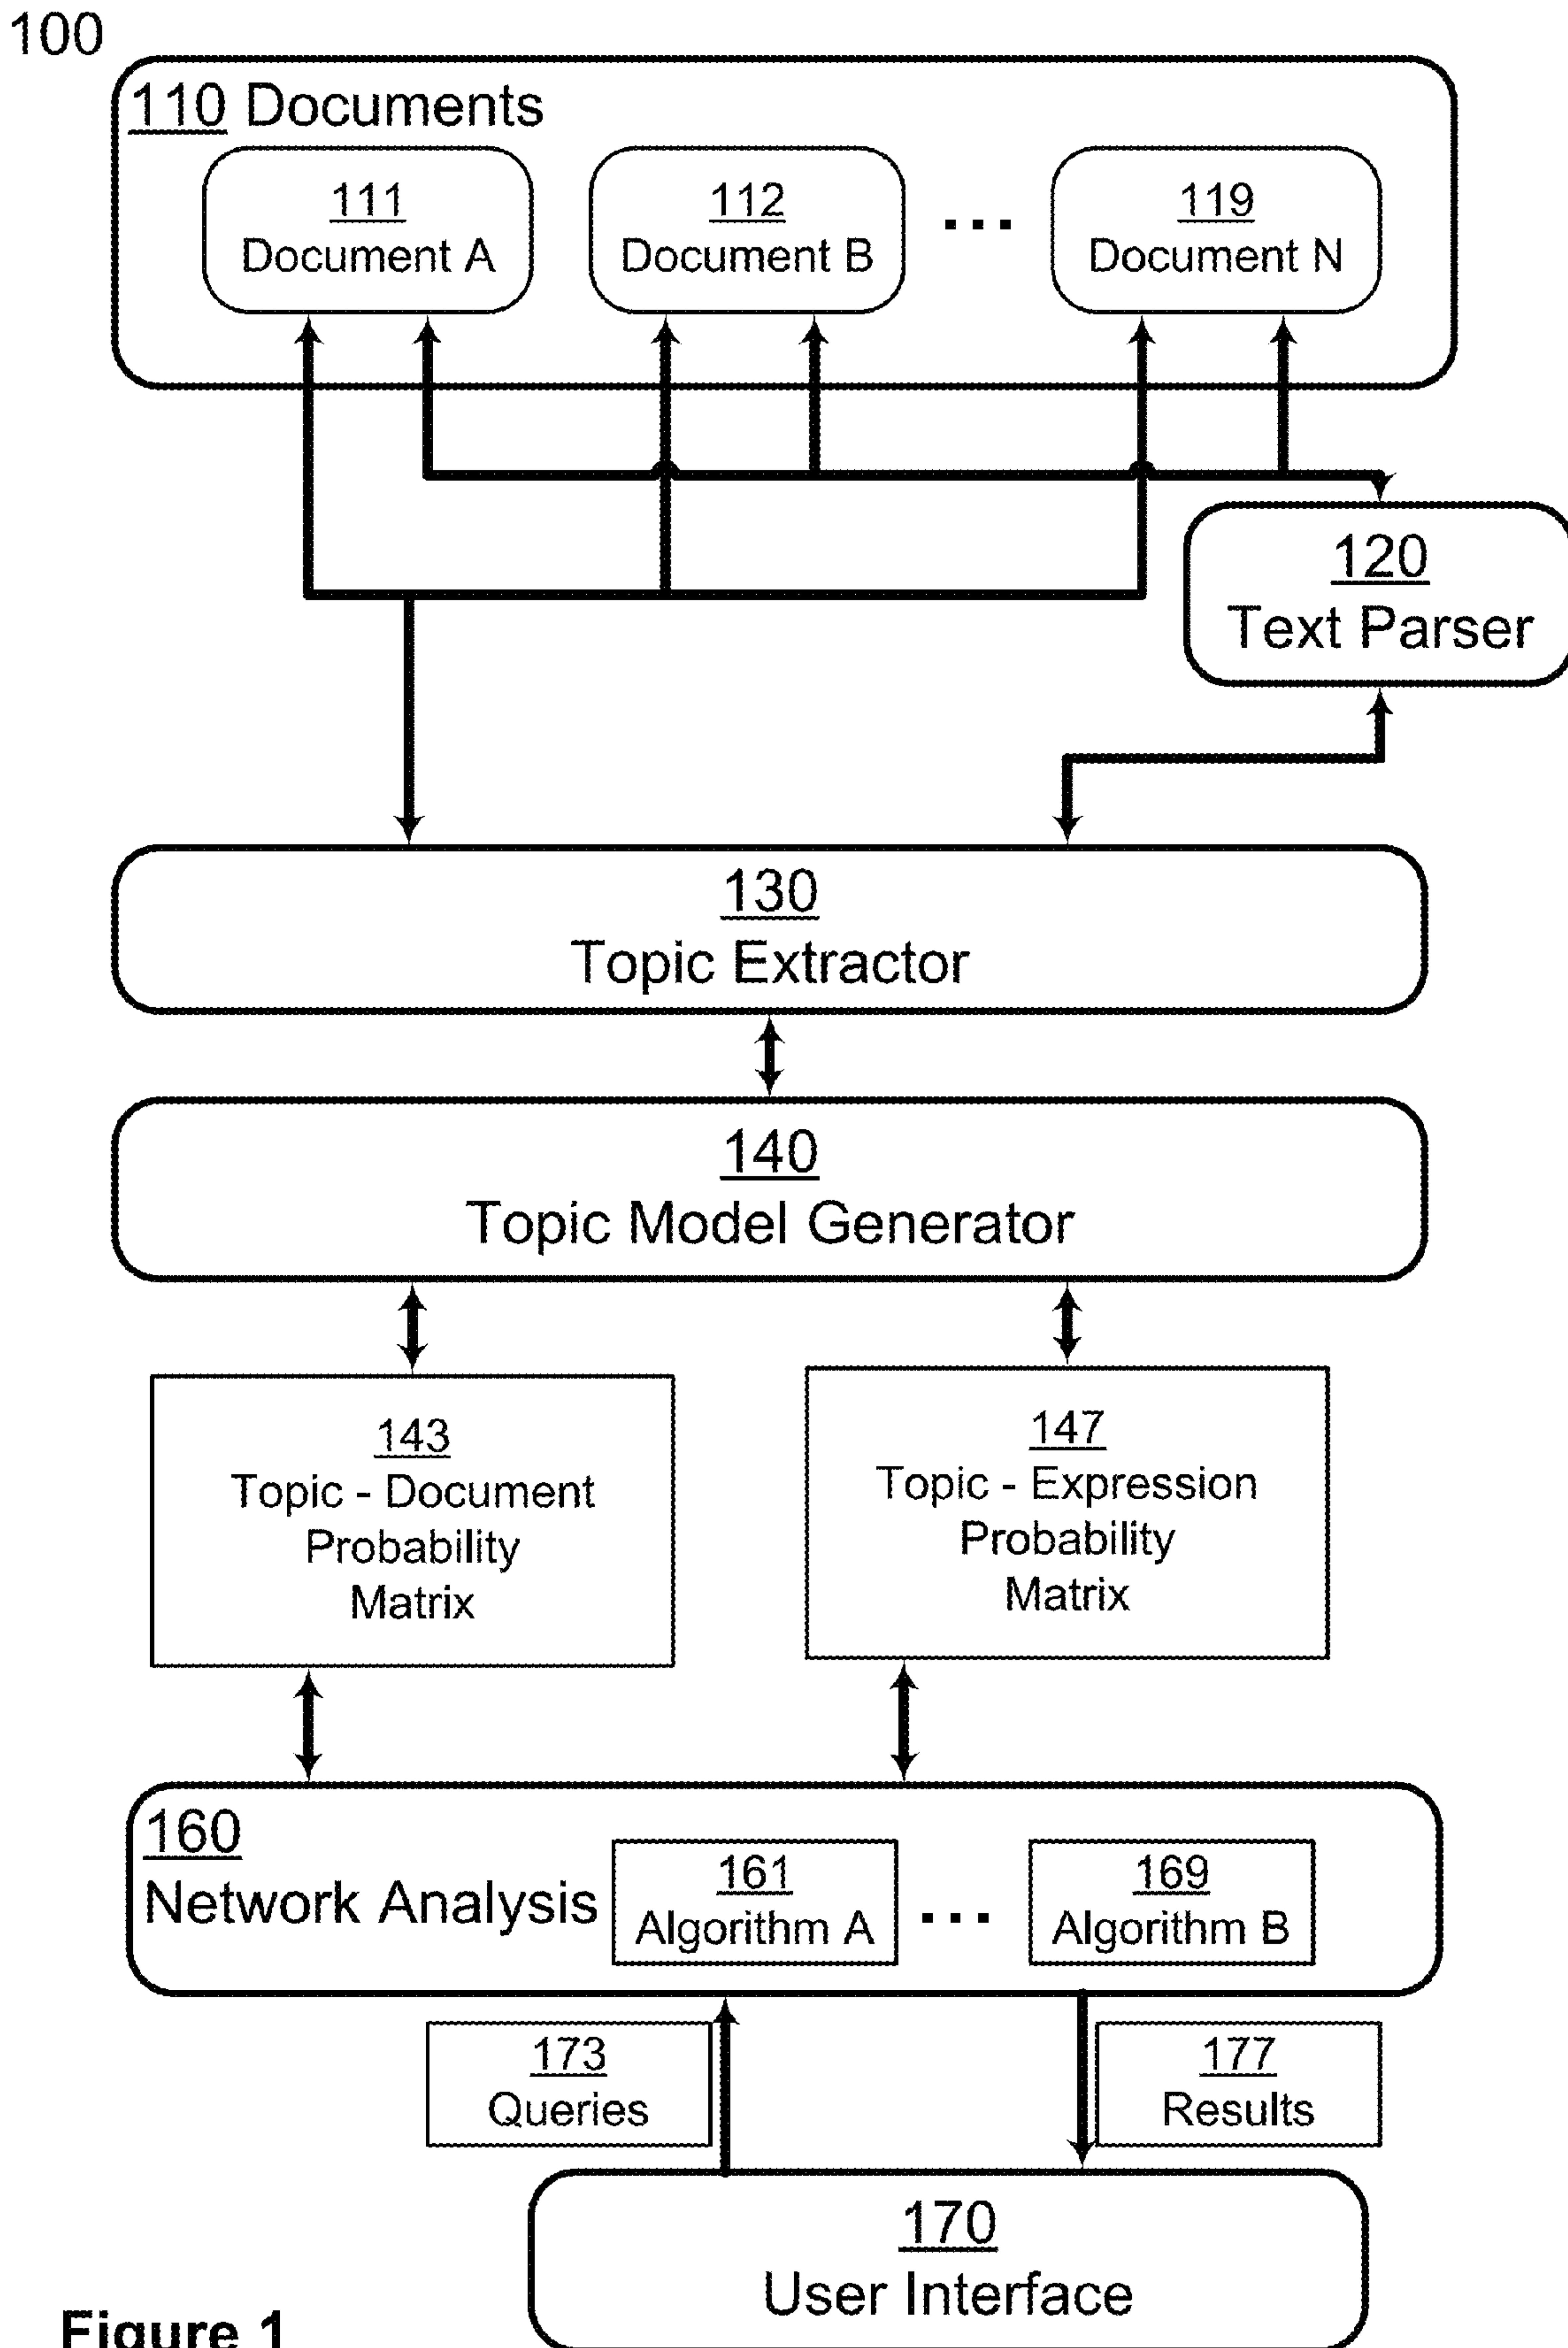 100
110 Documents
111
Document A
112
Document B
...
119
Document N
120
Text Parser
130
Topic Extractor
140
Topic Model Generator
143
Topic - Document
Probability
Matrix
147
Topic - Expression
Probability
Matrix
160
Network Analysis
161
Algorithm A
...
169
Algorithm B
173
Queries
177
Results
170
User Interface
Figure 1